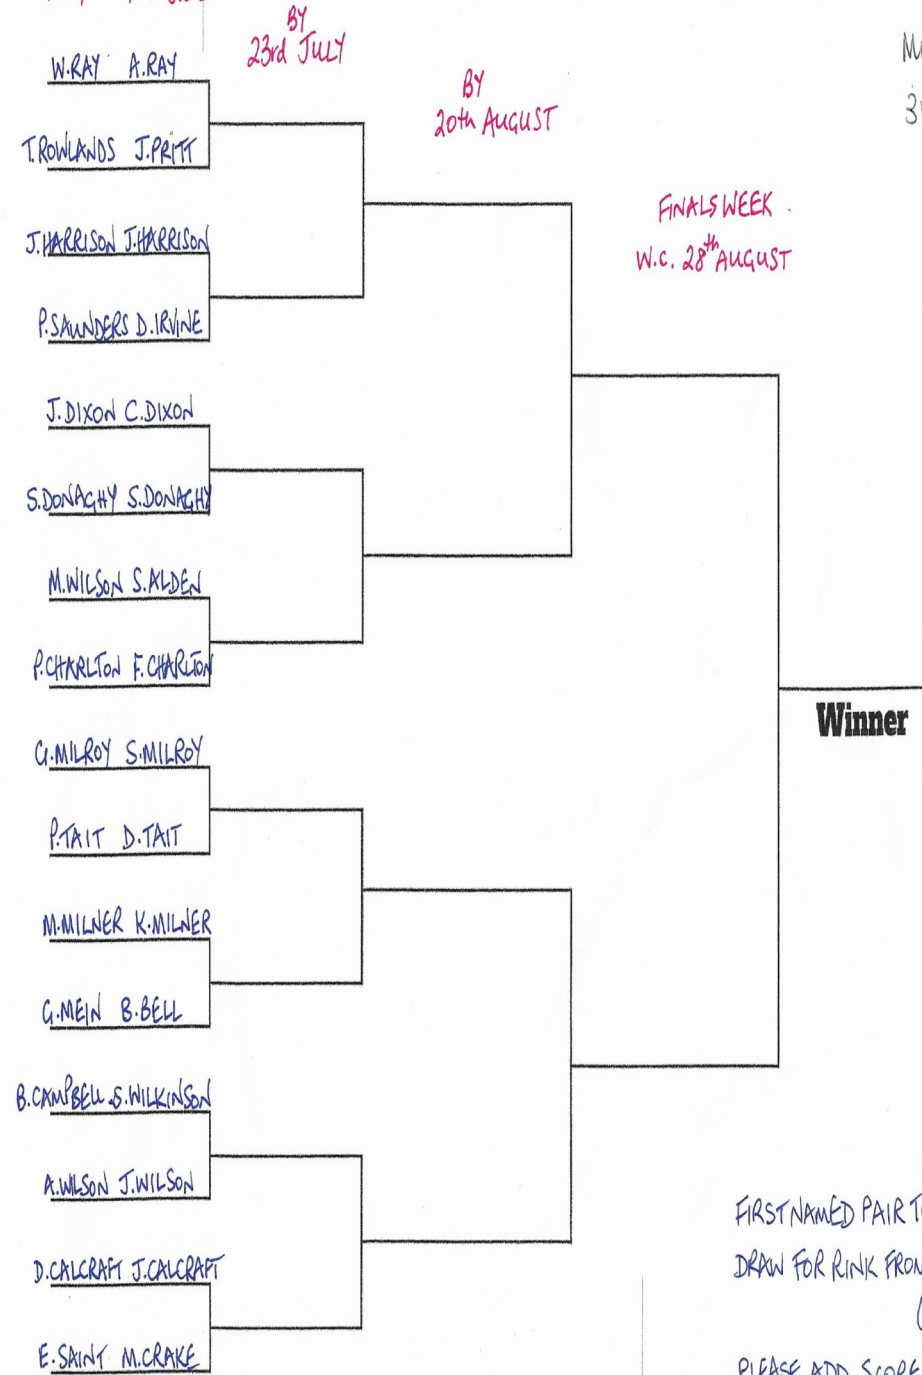 BY
23rd JULY
BY
20th AUGUST
FINALS WEEK
W.C. 28th AUGUST
W.RAY A.RAY
T.ROWLANDS J.PRITT
J.HARRISON J.HARRISON
P.SAUNDERS D.IRVINE
J.DIXON C.DIXON
S.DONAGHY S.DONAGHY
M.WILSON S.ALDEN
P.CHARLTON F.CHARLTON
G.MILROY S.MILROY
P.TAIT D.TAIT
M.MILNER K.MILNER
G.MEIN B.BELL
B.CAMPBELL S.WILKINSON
A.WILSON J.WILSON
D.CALCRAFT J.CALCRAFT
E.SAINT M.CRAKE
Winner
FIRST NAMED PAIR
DRAW FOR RINK
PLEASE ADD